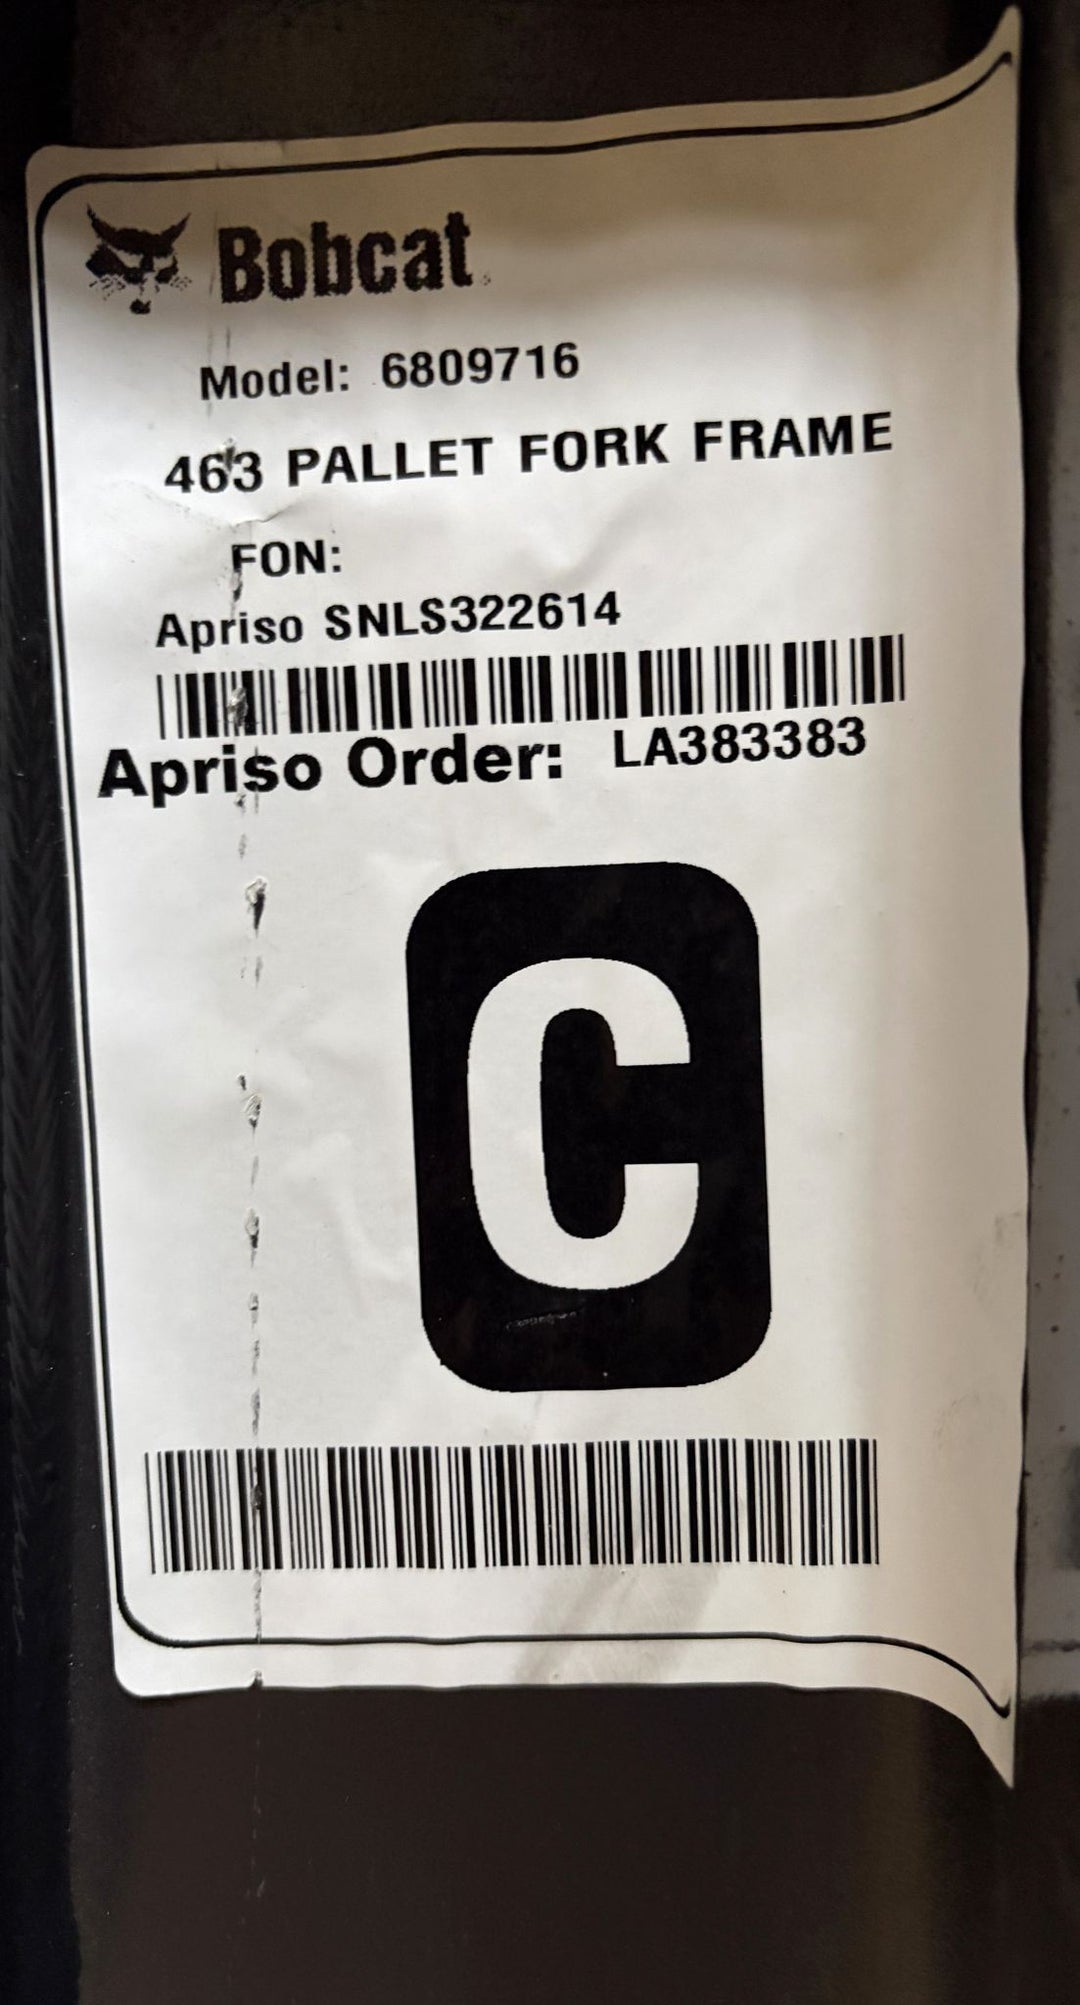 Bobcat
Model: 6809716
463 PALLET FORK FRAME
FON:
Apriso SNLS322614
Apriso Order: LA383383
C